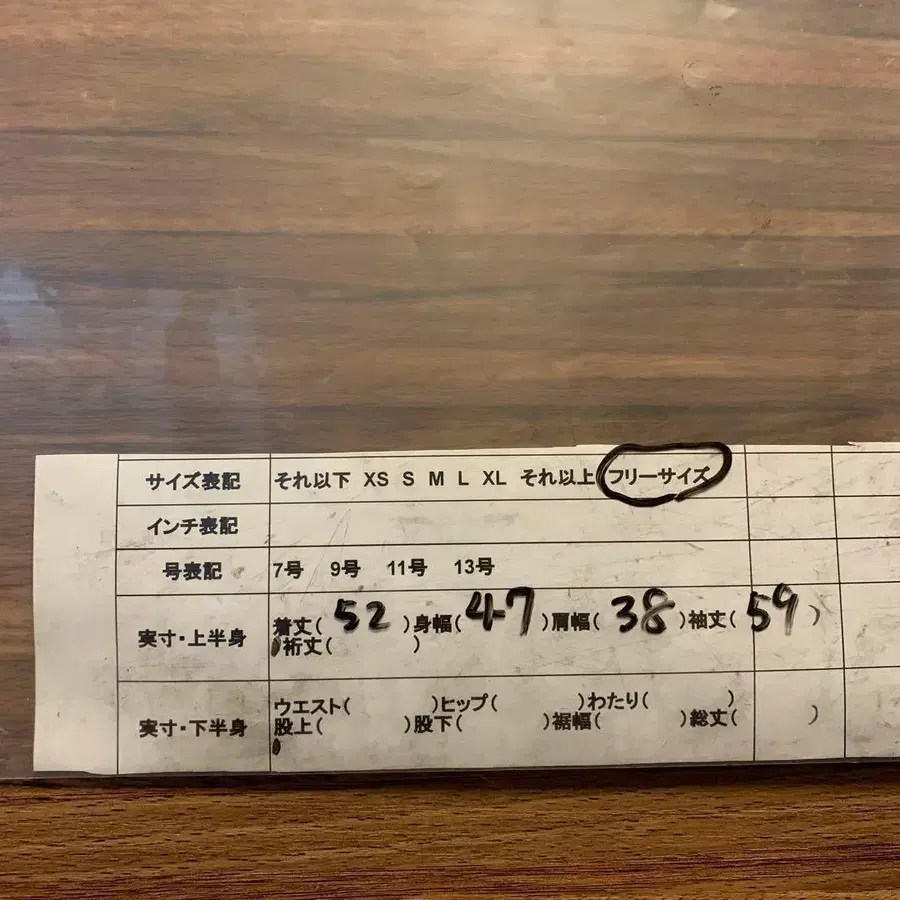 サイズ表記 それ以下 XS S M L XL それ以上 フリーサイズ
インチ表記
号表記 7号 9号 11号 13号
実寸・上半身 着丈( 52 )身幅( 47 )肩幅( 38 )袖丈( 59 )
裄丈( )
実寸・下半身 ウエスト( )ヒップ( )わたり( )
股上( )股下( )裾幅( )総丈( )